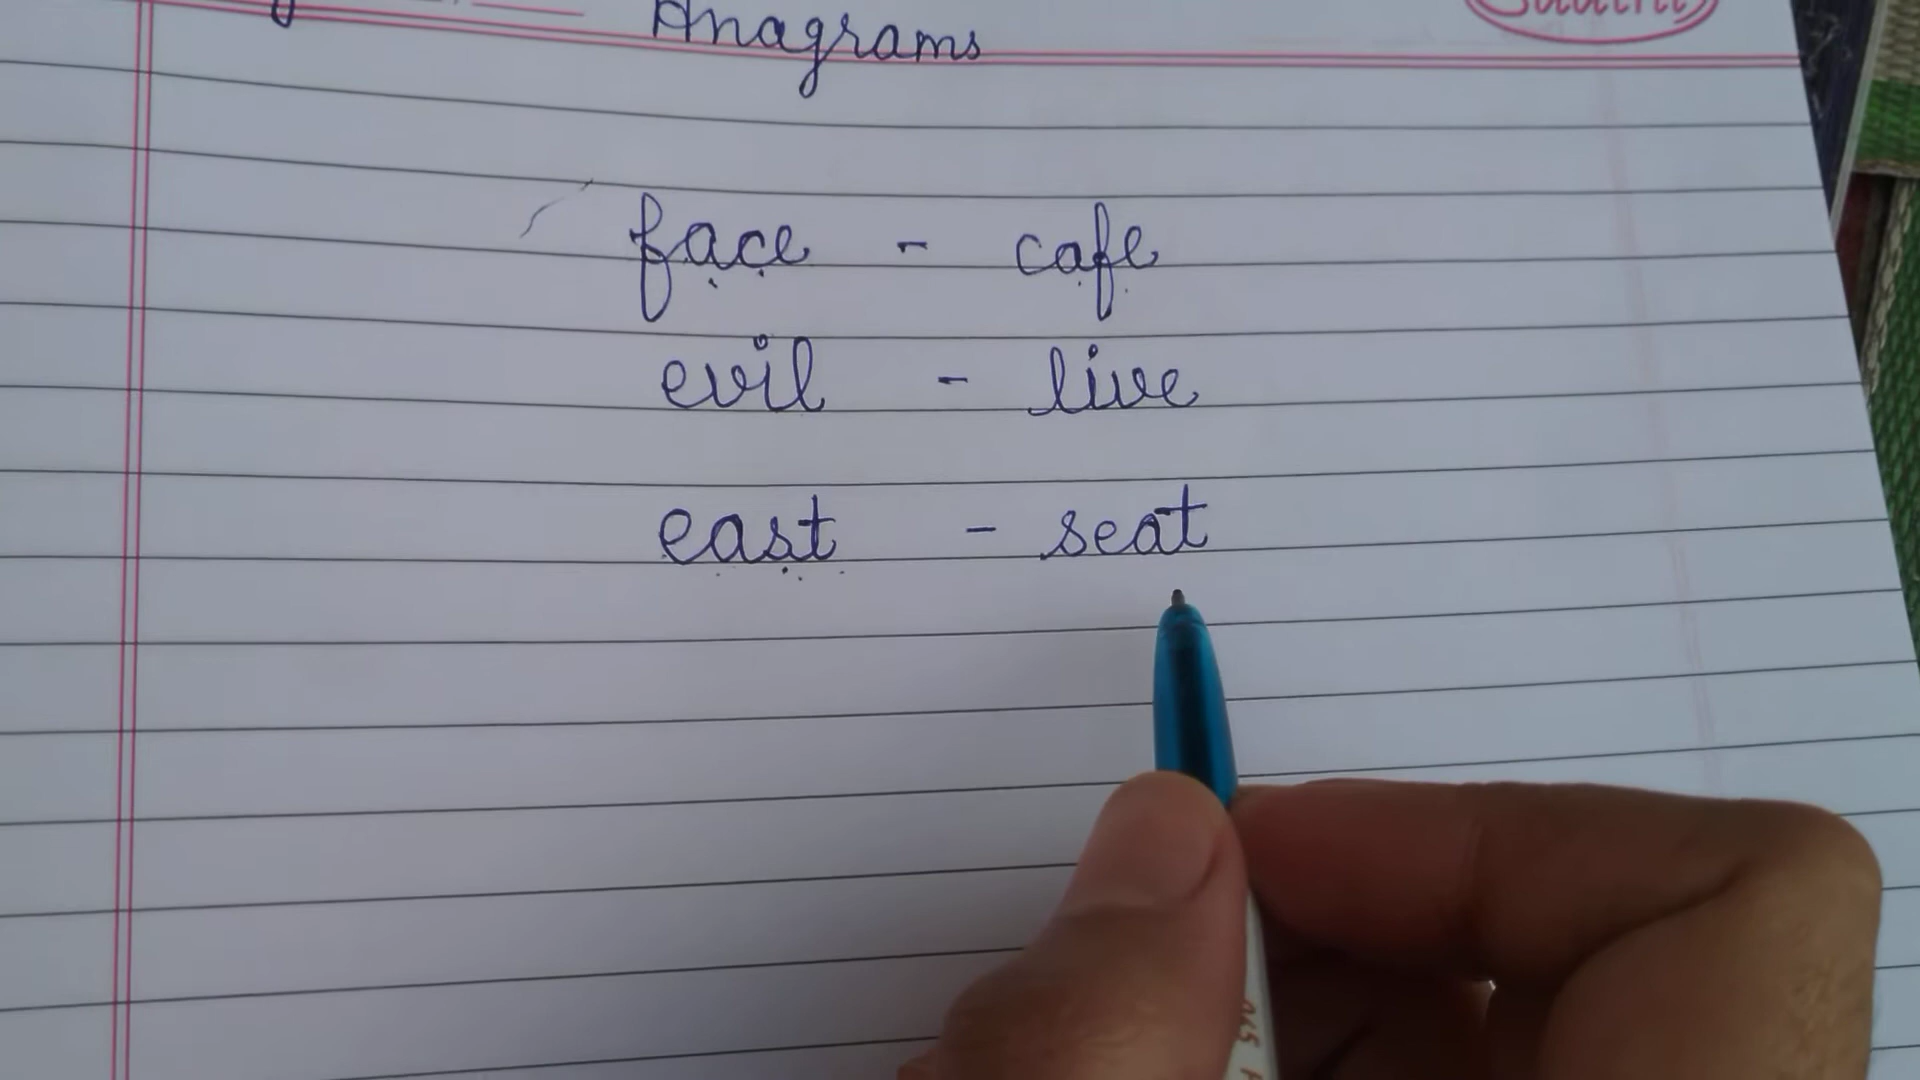 Anagrams
face - cafe
evil - live
east - seat